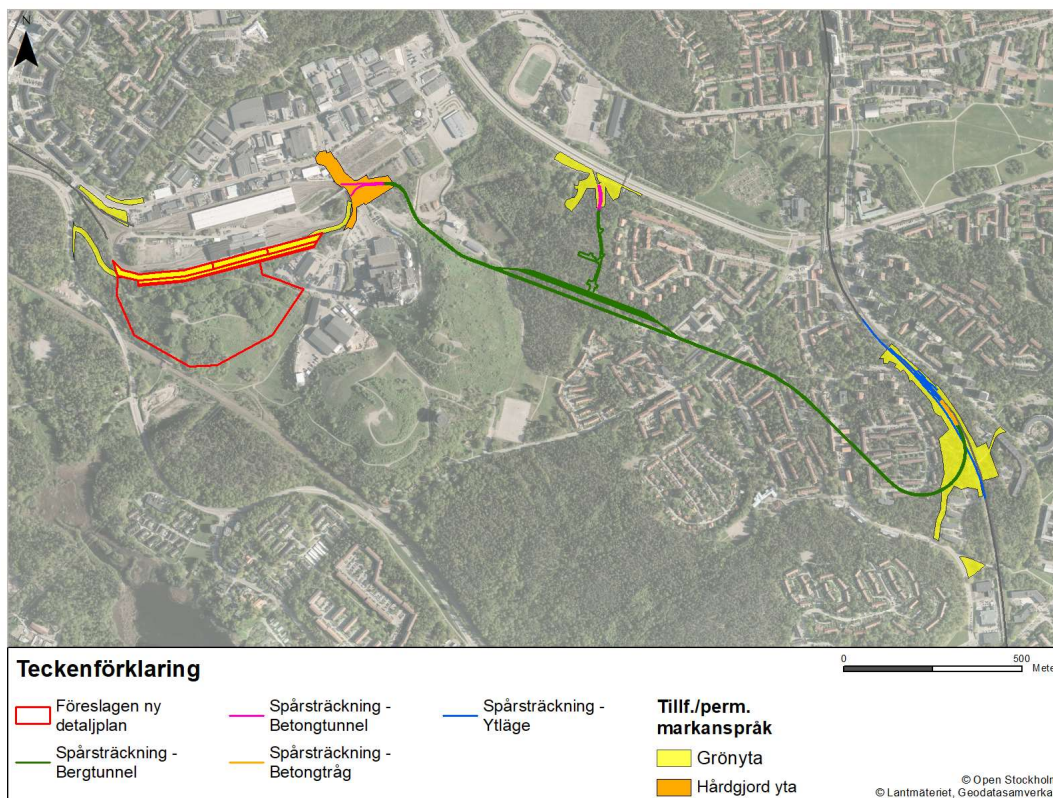 N
Teckenförklaring
0 500
Mete
Föreslagen ny
detaljplan
Spårsträckning -
Bergtunnel
Spårsträckning -
Betongtunnel
Spårsträckning -
Betongtråg
Spårsträckning -
Ytläge
Tillf./perm.
markanspråk
Grönyta
Hårdgjord yta
© Open Stockholm
© Lantmäteriet, Geodatasamverka